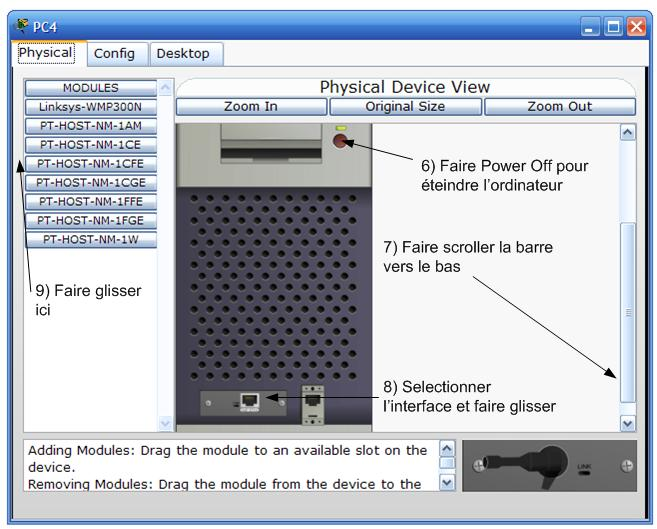 PC4
Physical
Config
Desktop
MODULES
Linksys-WMP300N
PT-HOST-NM-1AM
PT-HOST-NM-1CE
PT-HOST-NM-1CFE
PT-HOST-NM-1CGE
PT-HOST-NM-1FFE
PT-HOST-NM-1FGE
PT-HOST-NM-1W
Physical Device View
Zoom In
Original Size
Zoom Out
6) Faire Power Off pour
éteindre l'ordinateur
7) Faire scroller la barre
vers le bas
9) Faire glisser
ici
8) Selectionner
l'interface et faire glisser
Adding Modules: Drag the module to an available slot on the
device.
Removing Modules: Drag the module from the device to the
LINK